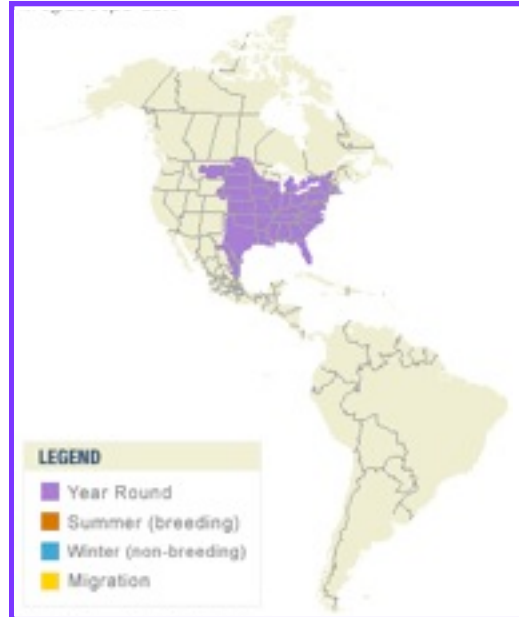 LEGEND
Year Round
Summer (breeding)
Winter (non-breeding)
Migration